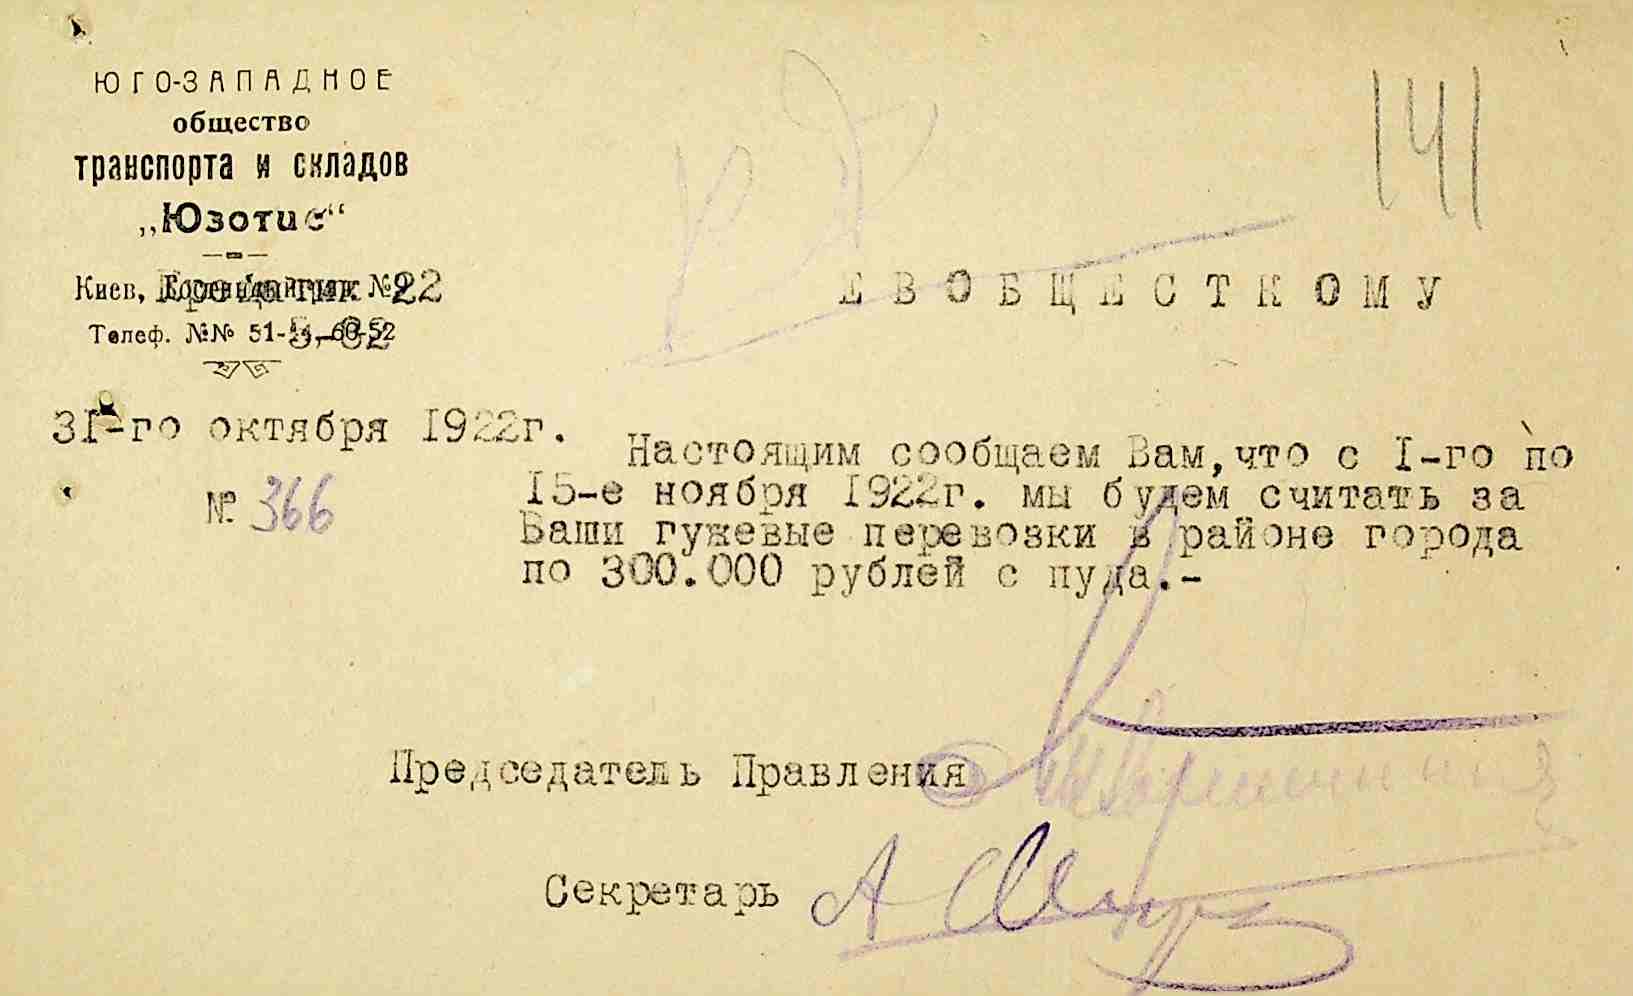 141
ЮГО-ЗАПАДНОЕ
общество
транспорта и складов
„Юзотис“
Киев, № 22
Телеф. №№ 51-
ЕВОБЩЕСТКОМУ
31-го октября 1922г.
№ 366
Настоящим сообщаем Вам, что с I-го по
15-е ноября 1922г. мы будем считать за
Ваши гужевые перевозки в районе города
по 300.000 рублей с пуда.-
Председатель Правления
Секретарь